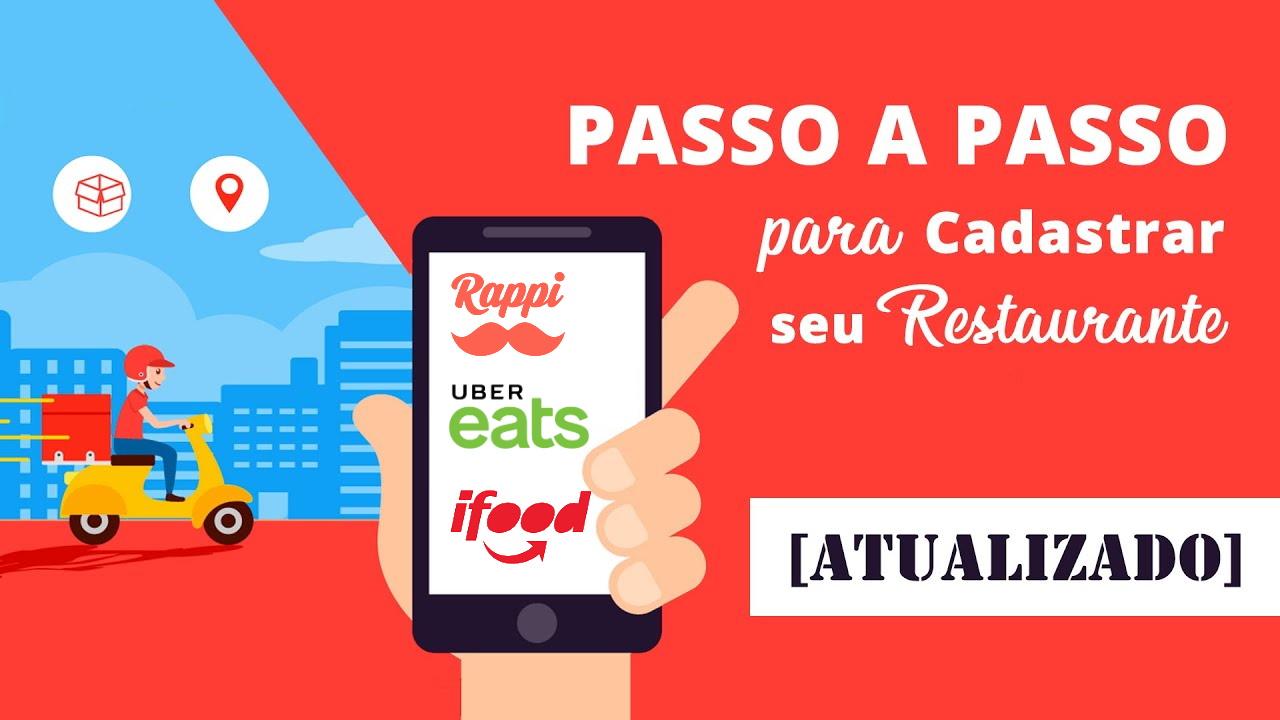 PASSO A PASSO
para Cadastrar
seu Restaurante
Rappi
UBER
eats
ifood
[ATUALIZADO]